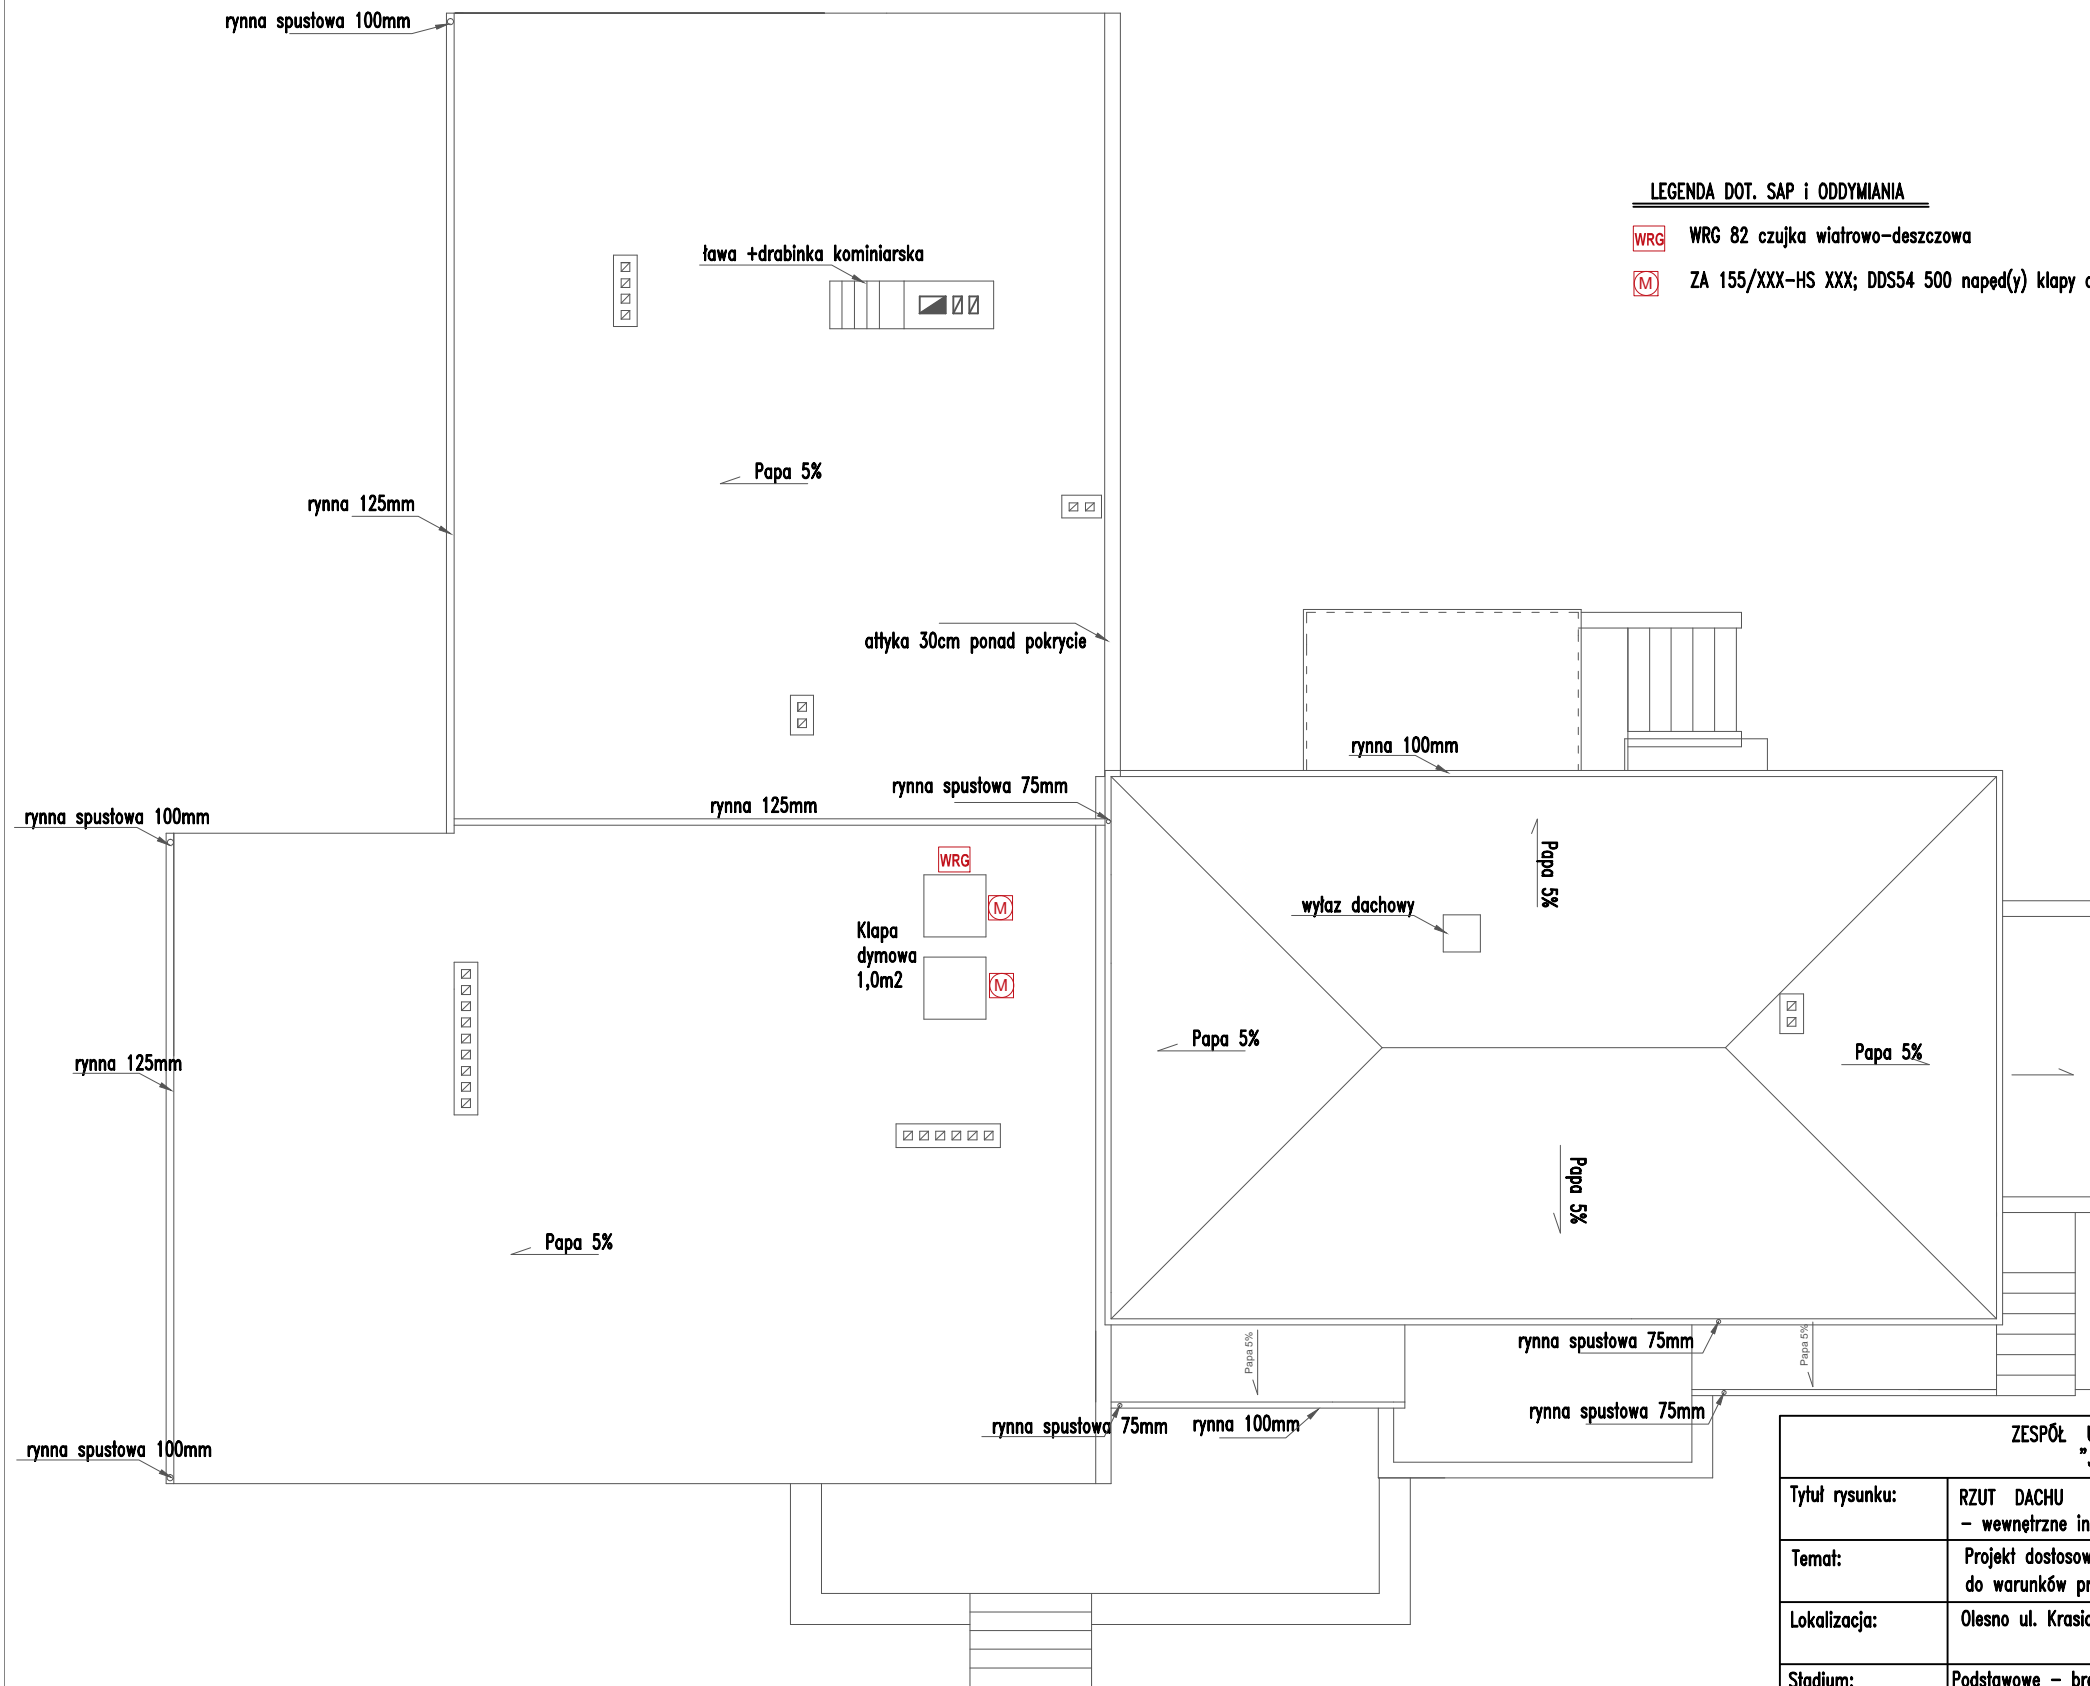 rynna spustowa 100mm
LEGENDA DOT. SAP i ODDYMIANIA
WRG WRG 82 czujka wiatrowo-deszczowa
M ZA 155/XXX-HS XXX; DDS54 500 napęd(y) klapy
ława +drabinka kominiarska
Papa 5%
rynna 125mm
attyka 30cm ponad pokrycie
rynna 100mm
rynna spustowa 75mm
rynna 125mm
rynna spustowa 100mm
WRG
M
Klapa
dymowa
1,0m2
M
Papa 5%
wyłaz dachowy
Papa 5%
Papa 5%
rynna 125mm
Papa 5%
Papa 5%
rynna spustowa 75mm
Papa 5%
Papa 5%
rynna spustowa 75mm
rynna spustowa 75mm
rynna 100mm
rynna spustowa 100mm
ZESPÓŁ
Tytuł rysunku: RZUT DACHU
– wewnętrzne
Temat: Projekt
do warunków
Lokalizacja: Olesno ul.
Stadium: Podstawowe –